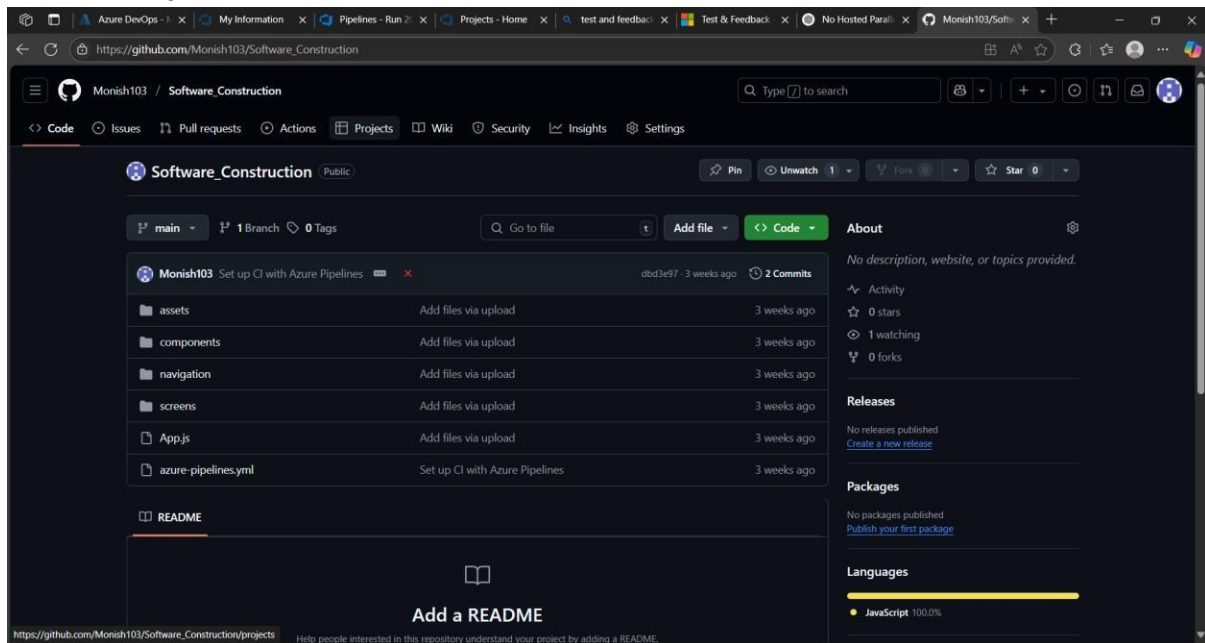 Azure DevOps - M
My Information
Pipelines - Run 2
Projects - Home
test and feedbac
Test & Feedback
No Hosted Parall
Monish103/Softw
https://github.com/Monish103/Software_Construction
Monish103 / Software_Construction
Type / to search
Code
Issues
Pull requests
Actions
Projects
Wiki
Security
Insights
Settings
Software_Construction Public
Pin
Unwatch 1
Fork 0
Star 0
main
1 Branch
0 Tags
Go to file
t
Add file
Code
Monish103 Set up CI with Azure Pipelines
dbd3e97 · 3 weeks ago
2 Commits
assets Add files via upload 3 weeks ago
components Add files via upload 3 weeks ago
navigation Add files via upload 3 weeks ago
screens Add files via upload 3 weeks ago
App.js Add files via upload 3 weeks ago
azure-pipelines.yml Set up CI with Azure Pipelines 3 weeks ago
README
Add a README
Help people interested in this repository understand your project by adding a README.
About
No description, website, or topics provided.
Activity
0 stars
1 watching
0 forks
Releases
No releases published
Create a new release
Packages
No packages published
Publish your first package
Languages
JavaScript 100.0%
https://github.com/Monish103/Software_Construction/projects